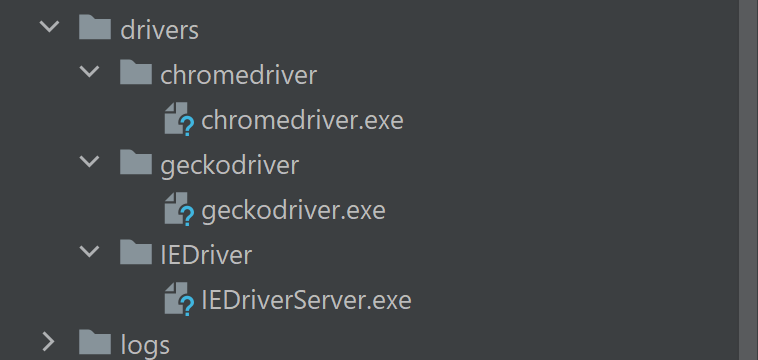 drivers
chromedriver
chromedriver.exe
geckodriver
geckodriver.exe
IEDriver
IEDriverServer.exe
logs